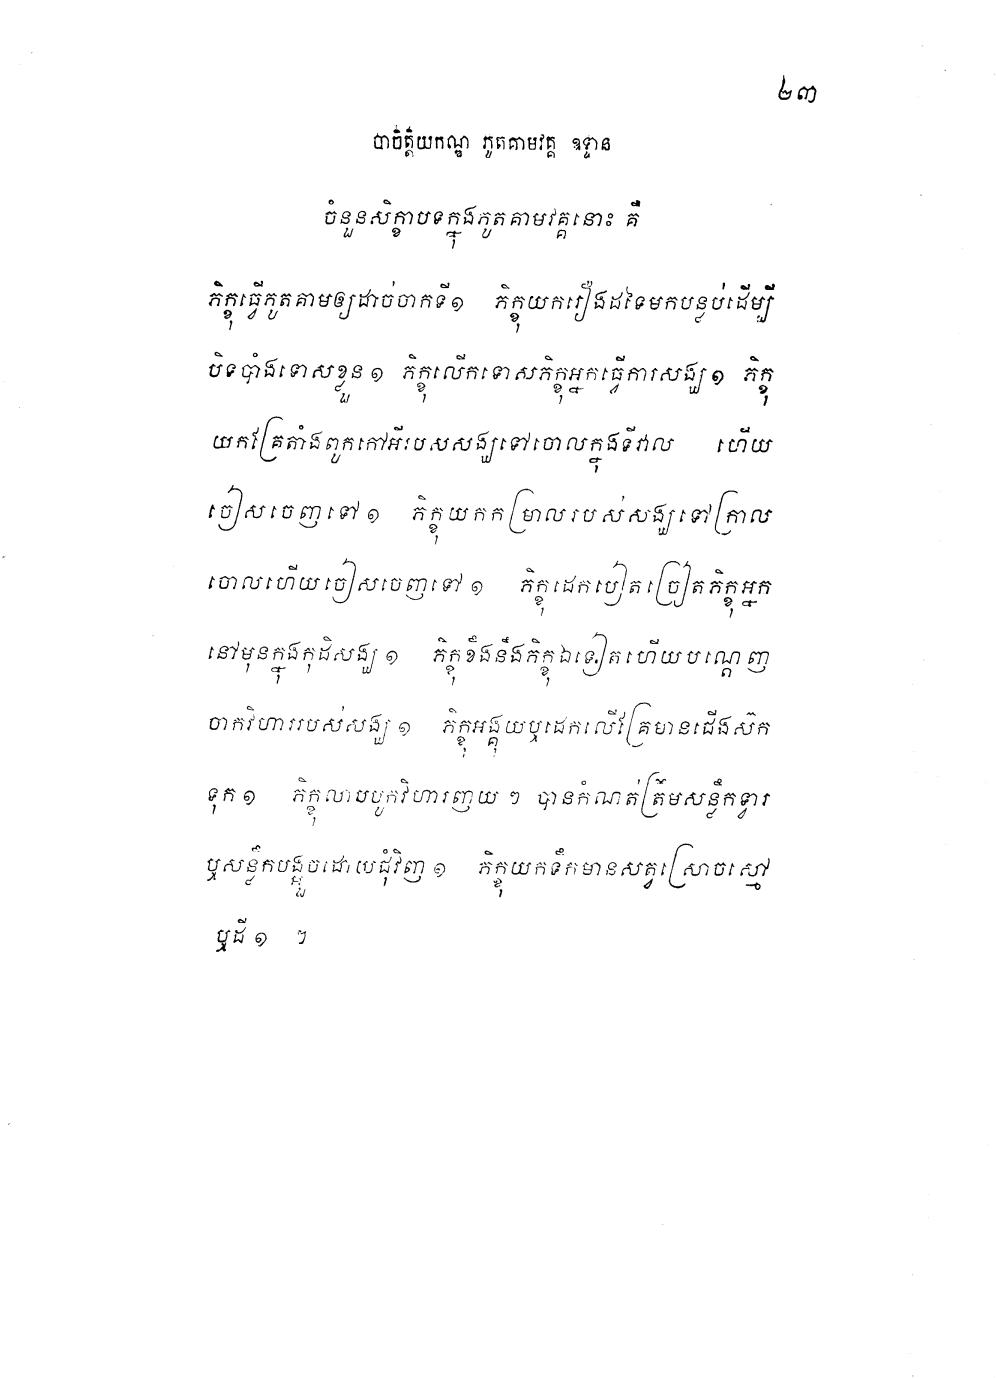 ២៣
បាចិត្តិយកណ្ឌ ភូតគាមវគ្គ ឧទ្ទាន
ចំនួនសិក្ខាបទក្នុងភូតគាមវគ្គនោះ គឺ
ភិក្ខុធ្វើភូតគាមឲ្យដាច់ចាកទី១ ភិក្ខុយករឿងដទៃមកបន្លប់ដើម្បី
បិទបាំងទោសខ្លួន ១ ភិក្ខុលើកទោសភិក្ខុអ្នកធ្វើការសង្ឃ ១ ភិក្ខុ
យកគ្រែតាំងពូកកៅអីរបសសង្ឃទៅចោលក្នុងទីវាល ហើយ
ចៀសចេញទៅ ១ ភិក្ខុយកកម្រាលរបស់សង្ឃទៅក្រាល
ចោលហើយចៀសចេញទៅ ១ ភិក្ខុដេកបៀតច្រៀតភិក្ខុអ្នក
នៅមុនក្នុងកុដិសង្ឃ ១ ភិក្ខុខឹងនឹងភិក្ខុឯទៀតហើយបណ្តេញ
ចាកវិហាររបស់សង្ឃ ១ ភិក្ខុអង្គុយឬដេកលើគ្រែមានជើងស៊ក
ទុក ១ ភិក្ខុលាបបូកវិហារញយ ៗ បានកំណត់ត្រឹមសន្លឹកទ្វារ
ឬសន្លឹកបង្អួចដោយជុំវិញ ១ ភិក្ខុយកទឹកមានសត្វស្រោចស្មៅ
ឬដី ១ ៗ